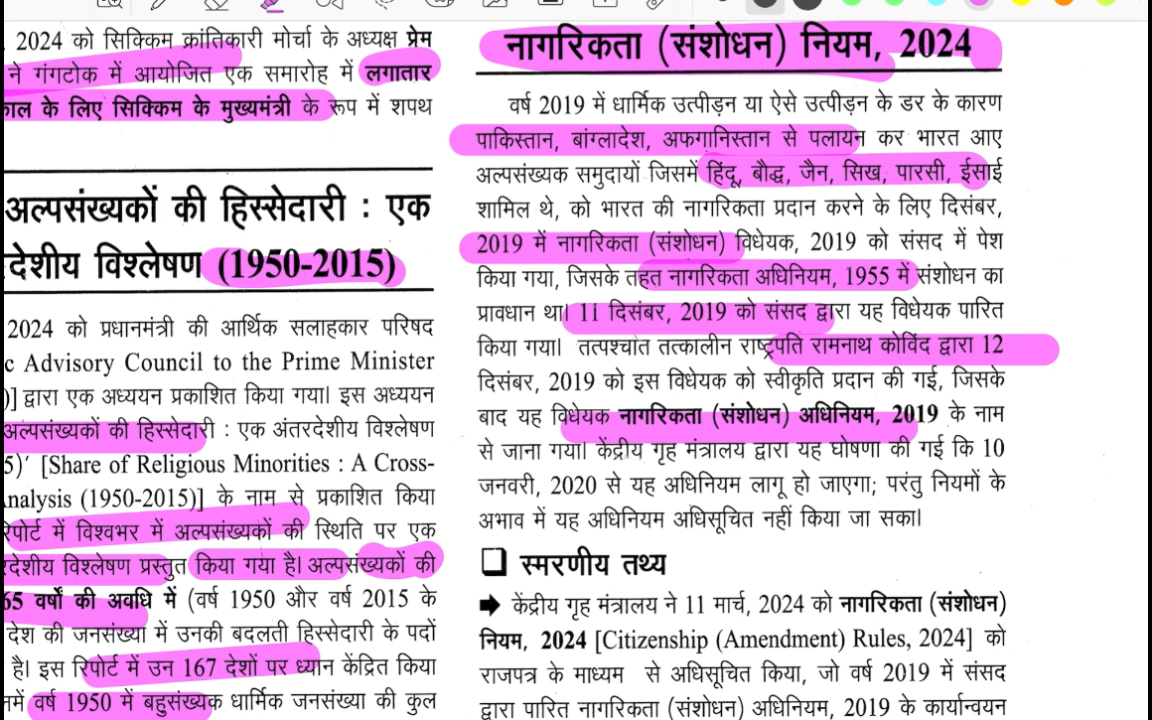 2024 को सिक्किम क्रांतिकारी मोर्चा के अध्यक्ष प्रेम
ने गंगटोक में आयोजित एक समारोह में लगातार
के लिए सिक्किम के मुख्यमंत्री के रूप में शपथ
अल्पसंख्यकों की हिस्सेदारी : एक
देशीय विश्लेषण (1950-2015)
2024 को प्रधानमंत्री की आर्थिक सलाहकार परिषद
c Advisory Council to the Prime Minister
)] द्वारा एक अध्ययन प्रकाशित किया गया। इस अध्ययन
अल्पसंख्यकों की हिस्सेदारी : एक अंतरदेशीय विश्लेषण
5)’ [Share of Religious Minorities : A Cross-
nalysis (1950-2015)] के नाम से प्रकाशित किया
रिपोर्ट में विश्वभर में अल्पसंख्यकों की स्थिति पर एक
रदेशीय विश्लेषण प्रस्तुत किया गया है। अल्पसंख्यकों की
65 वर्षों की अवधि में (वर्ष 1950 और वर्ष 2015 के
देश की जनसंख्या में उनकी बदलती हिस्सेदारी के पदों
है। इस रिपोर्ट में उन 167 देशों पर ध्यान केंद्रित किया
नमें वर्ष 1950 में बहुसंख्यक धार्मिक जनसंख्या की कुल
नागरिकता (संशोधन) नियम, 2024
वर्ष 2019 में धार्मिक उत्पीड़न या ऐसे उत्पीड़न के डर के कारण
पाकिस्तान, बांग्लादेश, अफगानिस्तान से पलायन कर भारत आए
अल्पसंख्यक समुदायों जिसमें हिंदू, बौद्ध, जैन, सिख, पारसी, ईसाई
शामिल थे, को भारत की नागरिकता प्रदान करने के लिए दिसंबर,
2019 में नागरिकता (संशोधन) विधेयक, 2019 को संसद में पेश
किया गया, जिसके तहत नागरिकता अधिनियम, 1955 में संशोधन का
प्रावधान था। 11 दिसंबर, 2019 को संसद द्वारा यह विधेयक पारित
किया गया। तत्पश्चात तत्कालीन राष्ट्रपति रामनाथ कोविंद द्वारा 12
दिसंबर, 2019 को इस विधेयक को स्वीकृति प्रदान की गई, जिसके
बाद यह विधेयक नागरिकता (संशोधन) अधिनियम, 2019 के नाम
से जाना गया। केंद्रीय गृह मंत्रालय द्वारा यह घोषणा की गई कि 10
जनवरी, 2020 से यह अधिनियम लागू हो जाएगा; परंतु नियमों के
अभाव में यह अधिनियम अधिसूचित नहीं किया जा सका।
❑ स्मरणीय तथ्य
➡ केंद्रीय गृह मंत्रालय ने 11 मार्च, 2024 को नागरिकता (संशोधन)
नियम, 2024 [Citizenship (Amendment) Rules, 2024] को
राजपत्र के माध्यम से अधिसूचित किया, जो वर्ष 2019 में संसद
द्वारा पारित नागरिकता (संशोधन) अधिनियम, 2019 के कार्यान्वयन